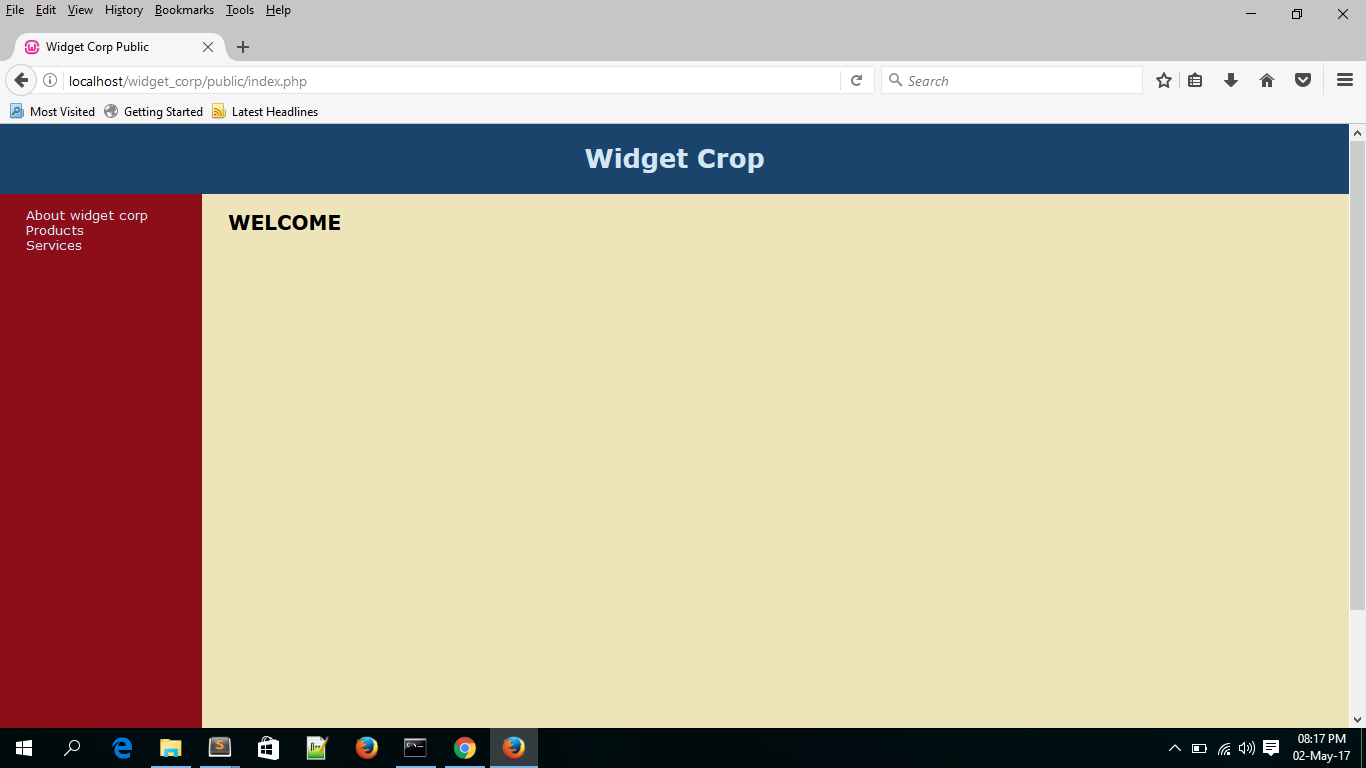 File Edit View History Bookmarks Tools Help
Widget Corp Public
localhost/widget_corp/public/index.php
Search
Most Visited Getting Started Latest Headlines
Widget Crop
About widget corp
Products
Services
WELCOME
08:17 PM
02-May-17